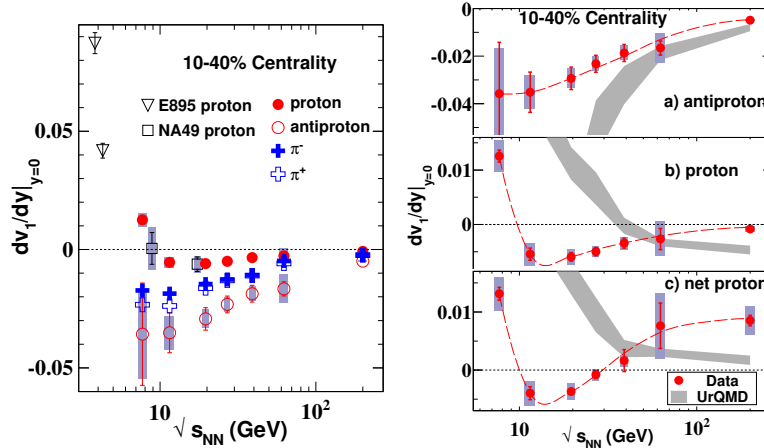 10-40% Centrality
E895 proton
NA49 proton
proton
antiproton
π⁻
π⁺
0.05
0
-0.05
dv₁/dy|y=0
10
10²
√sNN (GeV)
10-40% Centrality
0
-0.02
-0.04
a) antiproton
0.01
0
b) proton
dv₁/dy|y=0
0.01
0
c) net proton
Data
UrQMD
10
10²
√sNN (GeV)